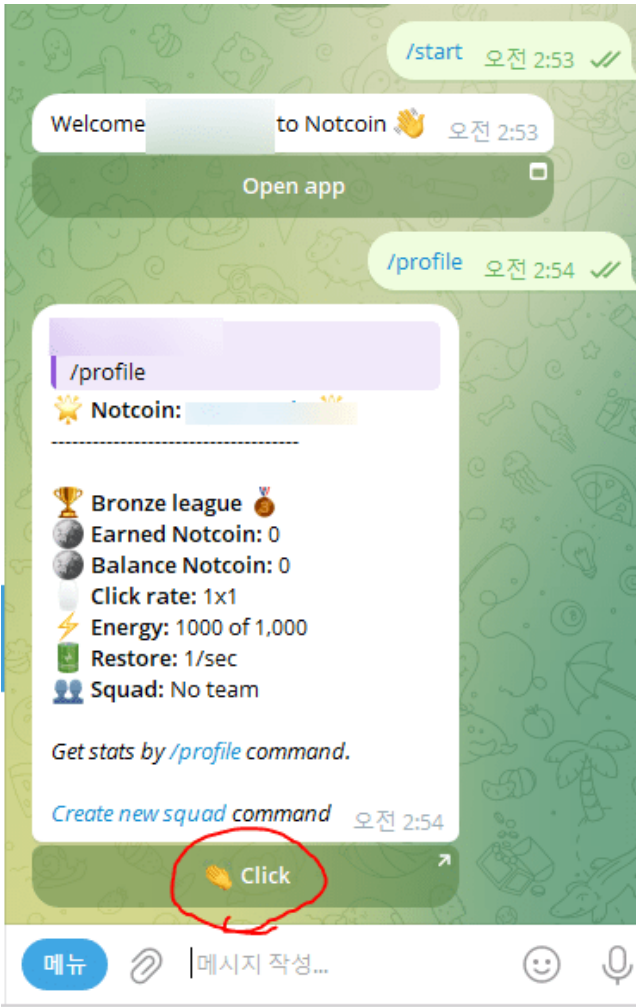 /start 오전 2:53
Welcome to Notcoin 오전 2:53
Open app
/profile 오전 2:54
/profile
Notcoin:
------------------------------------
Bronze league
Earned Notcoin: 0
Balance Notcoin: 0
Click rate: 1x1
Energy: 1000 of 1,000
Restore: 1/sec
Squad: No team
Get stats by /profile command.
Create new squad command 오전 2:54
Click
메뉴 메시지 작성...